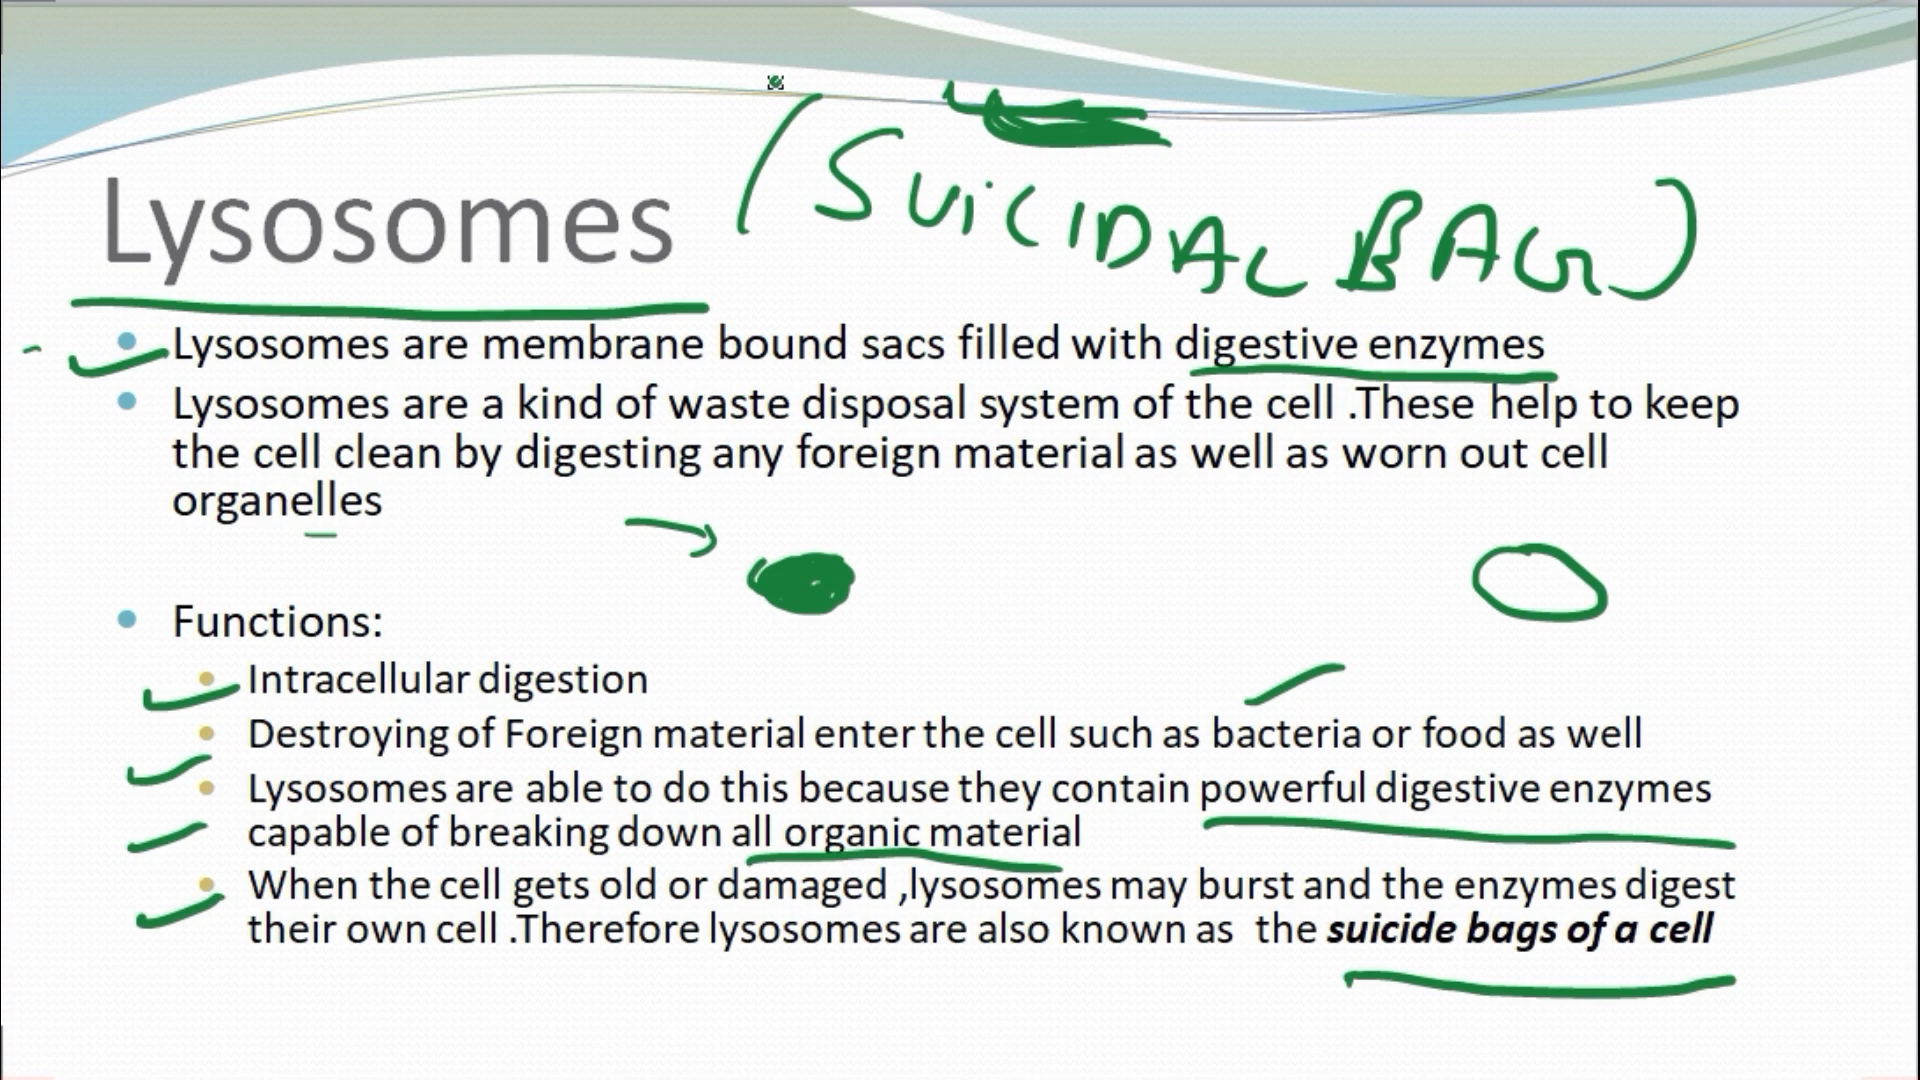 Lysosomes (SUiCIDAL BAG)
Lysosomes are membrane bound sacs filled with digestive enzymes
Lysosomes are a kind of waste disposal system of the cell .These help to keep
the cell clean by digesting any foreign material as well as worn out cell
organelles
Functions:
Intracellular digestion
Destroying of Foreign material enter the cell such as bacteria or food as well
Lysosomes are able to do this because they contain powerful digestive enzymes
capable of breaking down all organic material
When the cell gets old or damaged ,lysosomes may burst and the enzymes digest
their own cell .Therefore lysosomes are also known as the suicide bags of a cell